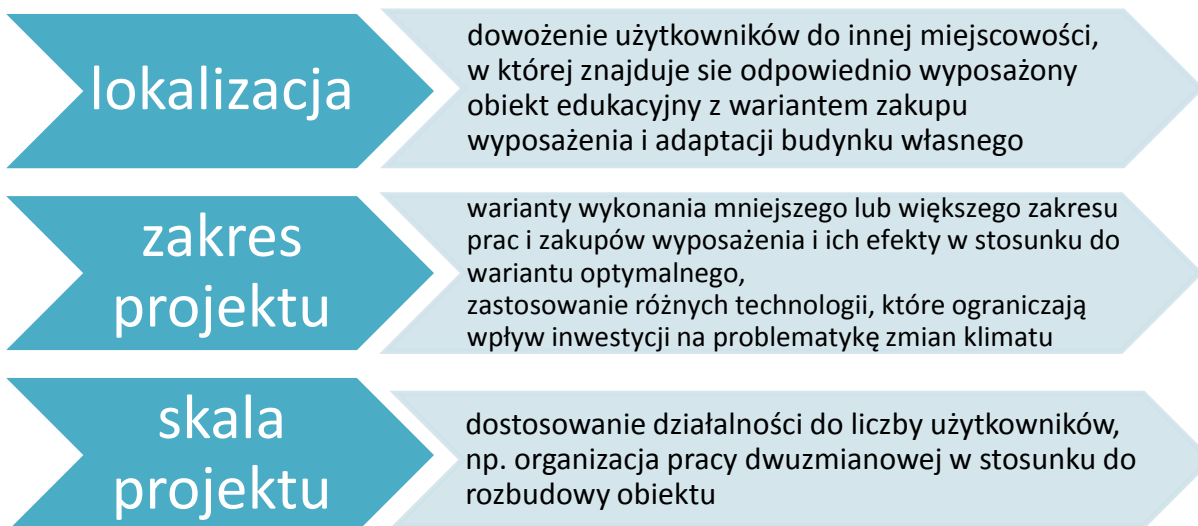 lokalizacja
dowożenie użytkowników do innej miejscowości,
w której znajduje sie odpowiednio wyposażony
obiekt edukacyjny z wariantem zakupu
wyposażenia i adaptacji budynku własnego
zakres
projektu
warianty wykonania mniejszego lub większego zakresu
prac i zakupów wyposażenia i ich efekty w stosunku do
wariantu optymalnego,
zastosowanie różnych technologii, które ograniczają
wpływ inwestycji na problematykę zmian klimatu
skala
projektu
dostosowanie działalności do liczby użytkowników,
np. organizacja pracy dwuzmianowej w stosunku do
rozbudowy obiektu